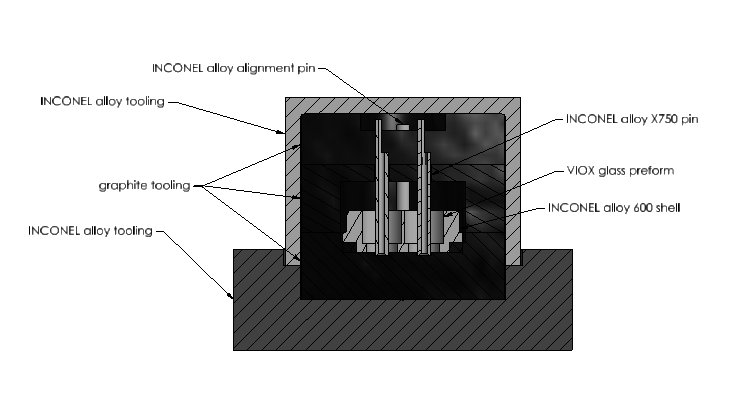 INCONEL alloy alignment pin
INCONEL alloy tooling
INCONEL alloy X750 pin
VIOX glass preform
graphite tooling
INCONEL alloy 600 shell
INCONEL alloy tooling